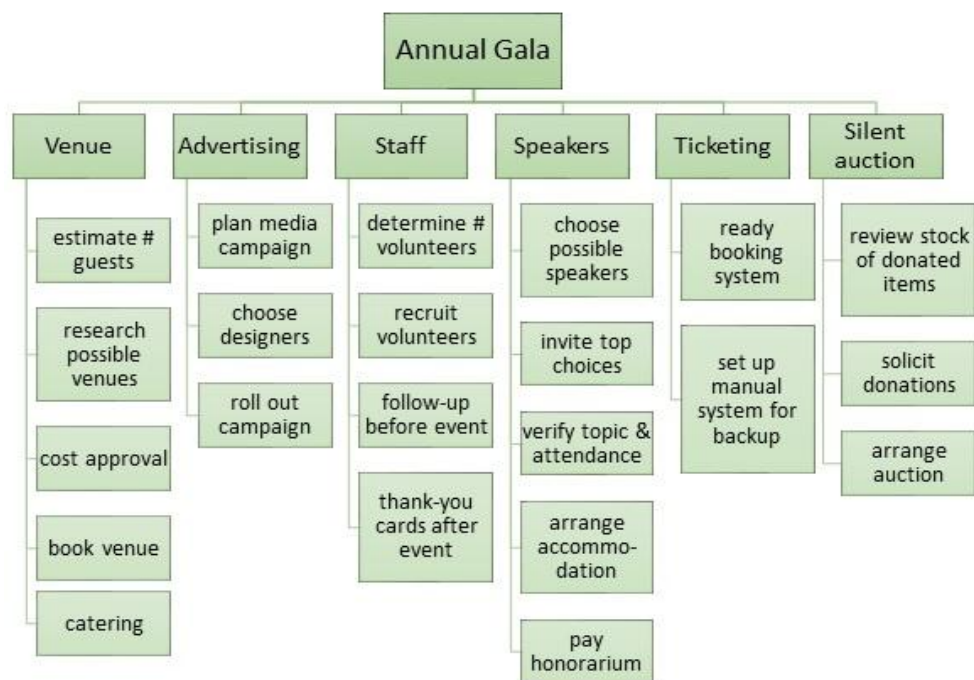 Annual Gala
Venue
Advertising
Staff
Speakers
Ticketing
Silent
auction
estimate #
guests
research
possible
venues
cost approval
book venue
catering
plan media
campaign
choose
designers
roll out
campaign
determine #
volunteers
recruit
volunteers
follow-up
before event
thank-you
cards after
event
choose
possible
speakers
invite top
choices
verify topic &
attendance
arrange
accommo-
dation
pay
honorarium
ready
booking
system
set up
manual
system for
backup
review stock
of donated
items
solicit
donations
arrange
auction